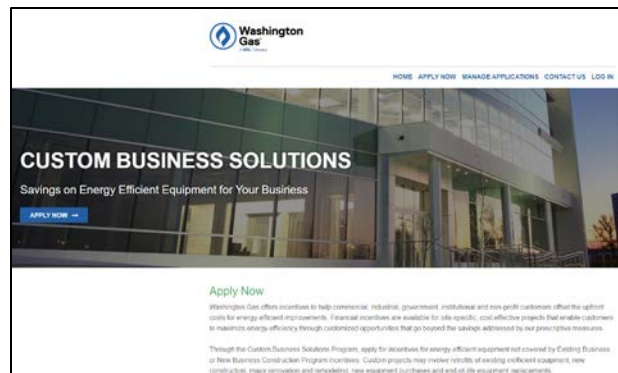 Washington
Gas
HOME APPLY NOW MANAGE APPLICATIONS CONTACT US LOG IN
CUSTOM BUSINESS SOLUTIONS
Savings on Energy Efficient Equipment for Your Business
APPLY NOW →
Apply Now
Washington Gas offers incentives to help commercial, industrial, government, institutional and non-profit customers offset the upfront
costs for energy efficient improvements. Financial incentives are available for site-specific, cost effective projects that enable customers
to maximize energy efficiency through customized opportunities that go beyond the savings addressed by our prescriptive measures.
Through the Custom Business Solutions Program, apply for incentives for energy efficient equipment not covered by Existing Business
or New Business Construction Program incentives. Custom projects may involve retrofits of existing inefficient equipment, new
construction, major renovation and remodeling, new equipment purchases and end-of-life equipment replacements.